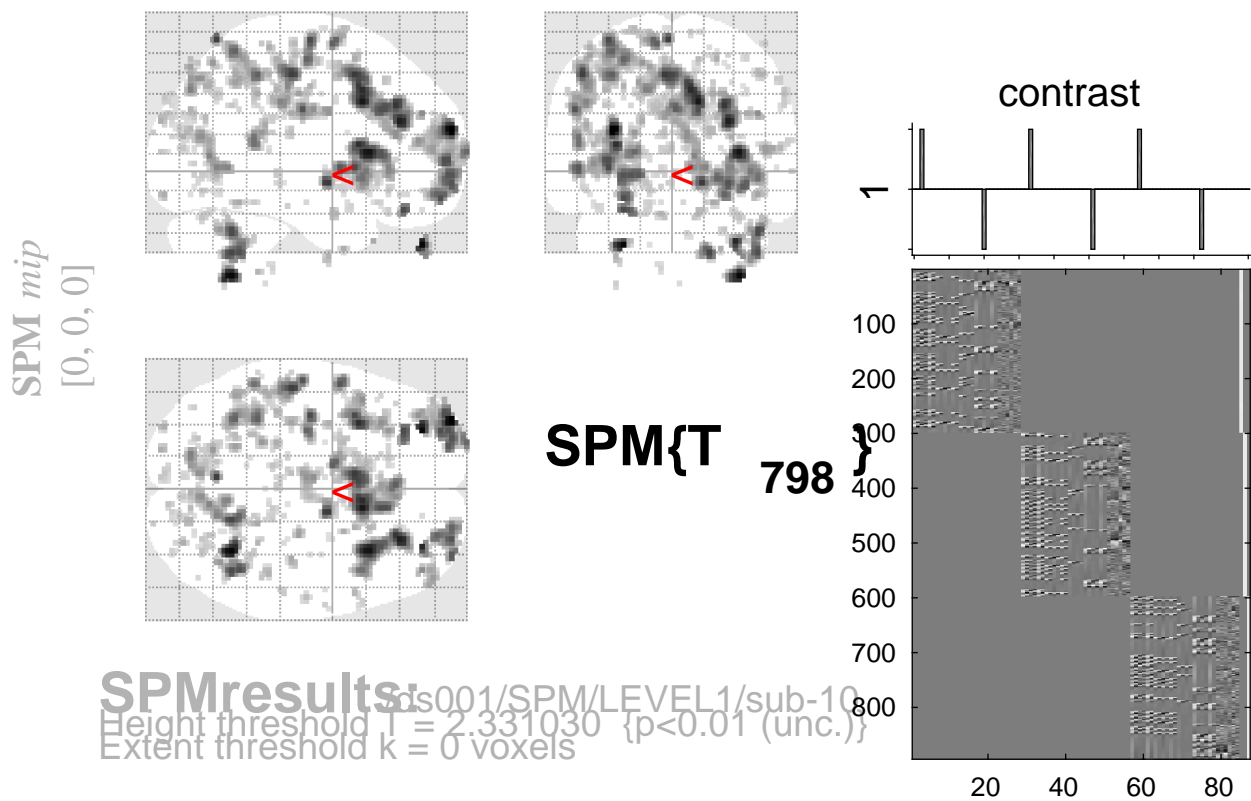 SPM mip
[0, 0, 0]
contrast
1
SPM{T
798
}
100
200
300
400
500
600
700
800
20
40
60
80
SPMresults:
/ds001/SPM/LEVEL1/sub-10
Height threshold T = 2.331030  {p<0.01 (unc.)}
Extent threshold k = 0 voxels
<
<
<